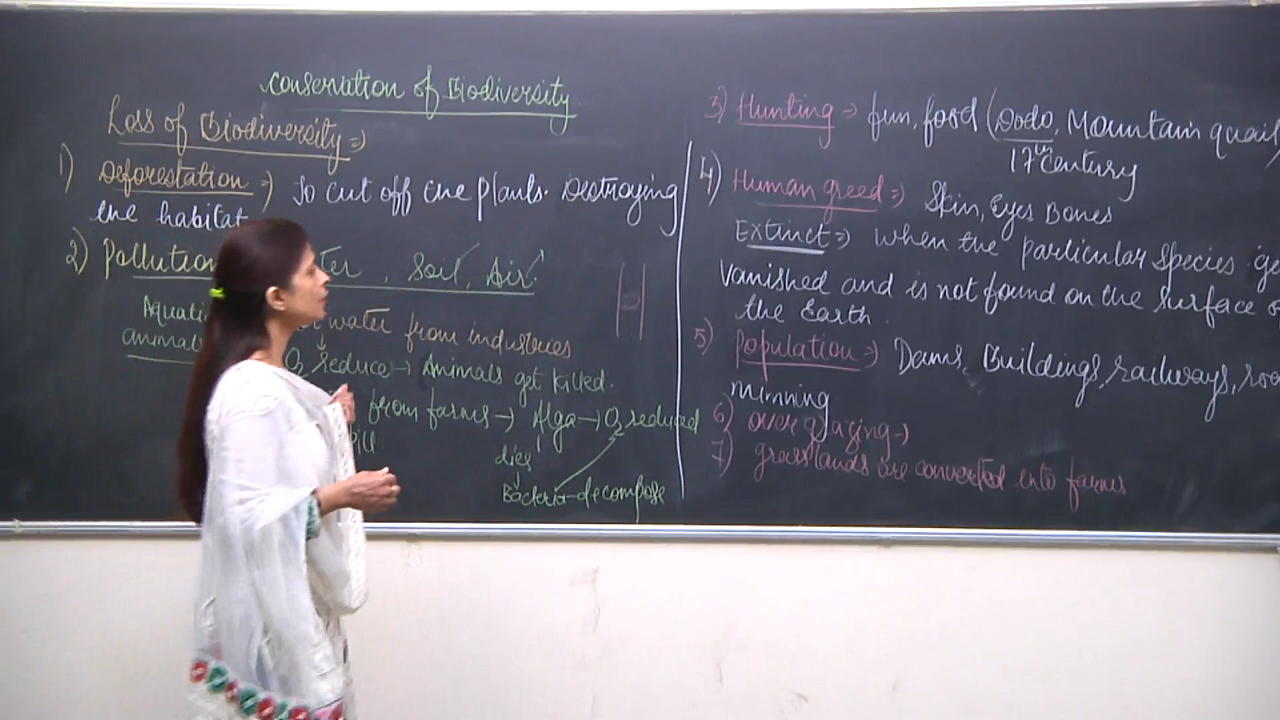 Conservation of Biodiversity
Loss of Biodiversity ⇒
1) Deforestation ⇒ To cut off the plants. Destroying
the habitat
2) Pollution ter, Soil, Air.
Aquati water from industries
animal O₂ reduce → Animals get killed.
from farms → Alga → O₂ reduced
ill dies
Bacteria - decompose
3) Hunting ⇒ fun, food (Dodo, Mountain quail)
17th Century
4) Human greed ⇒ Skin, Eyes Bones
Extinct ⇒ when the particular species ge
vanished and is not found on the surface o
the Earth.
5) Population ⇒ Dams, Buildings, railways, roa
Minning
6) over grazing →
7) grasslands are converted into farms